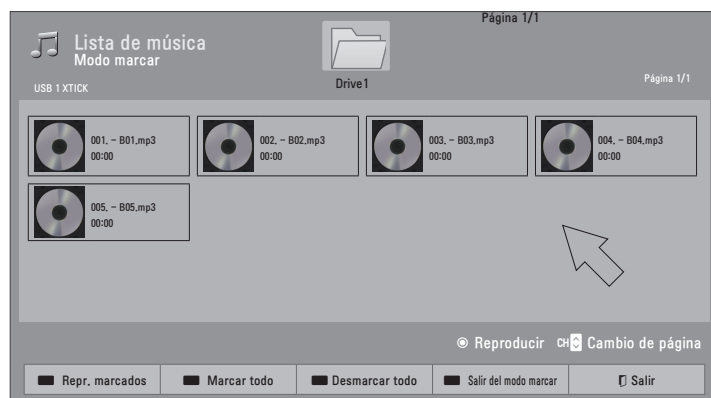 Página 1/1
Lista de música
Modo marcar
Drive1
USB 1 XTICK
Página 1/1
001. - B01.mp3
00:00
002. - B02.mp3
00:00
003. - B03.mp3
00:00
004. - B04.mp3
00:00
005. - B05.mp3
00:00
Reproducir CH Cambio de página
Repr. marcados
Marcar todo
Desmarcar todo
Salir del modo marcar
Salir